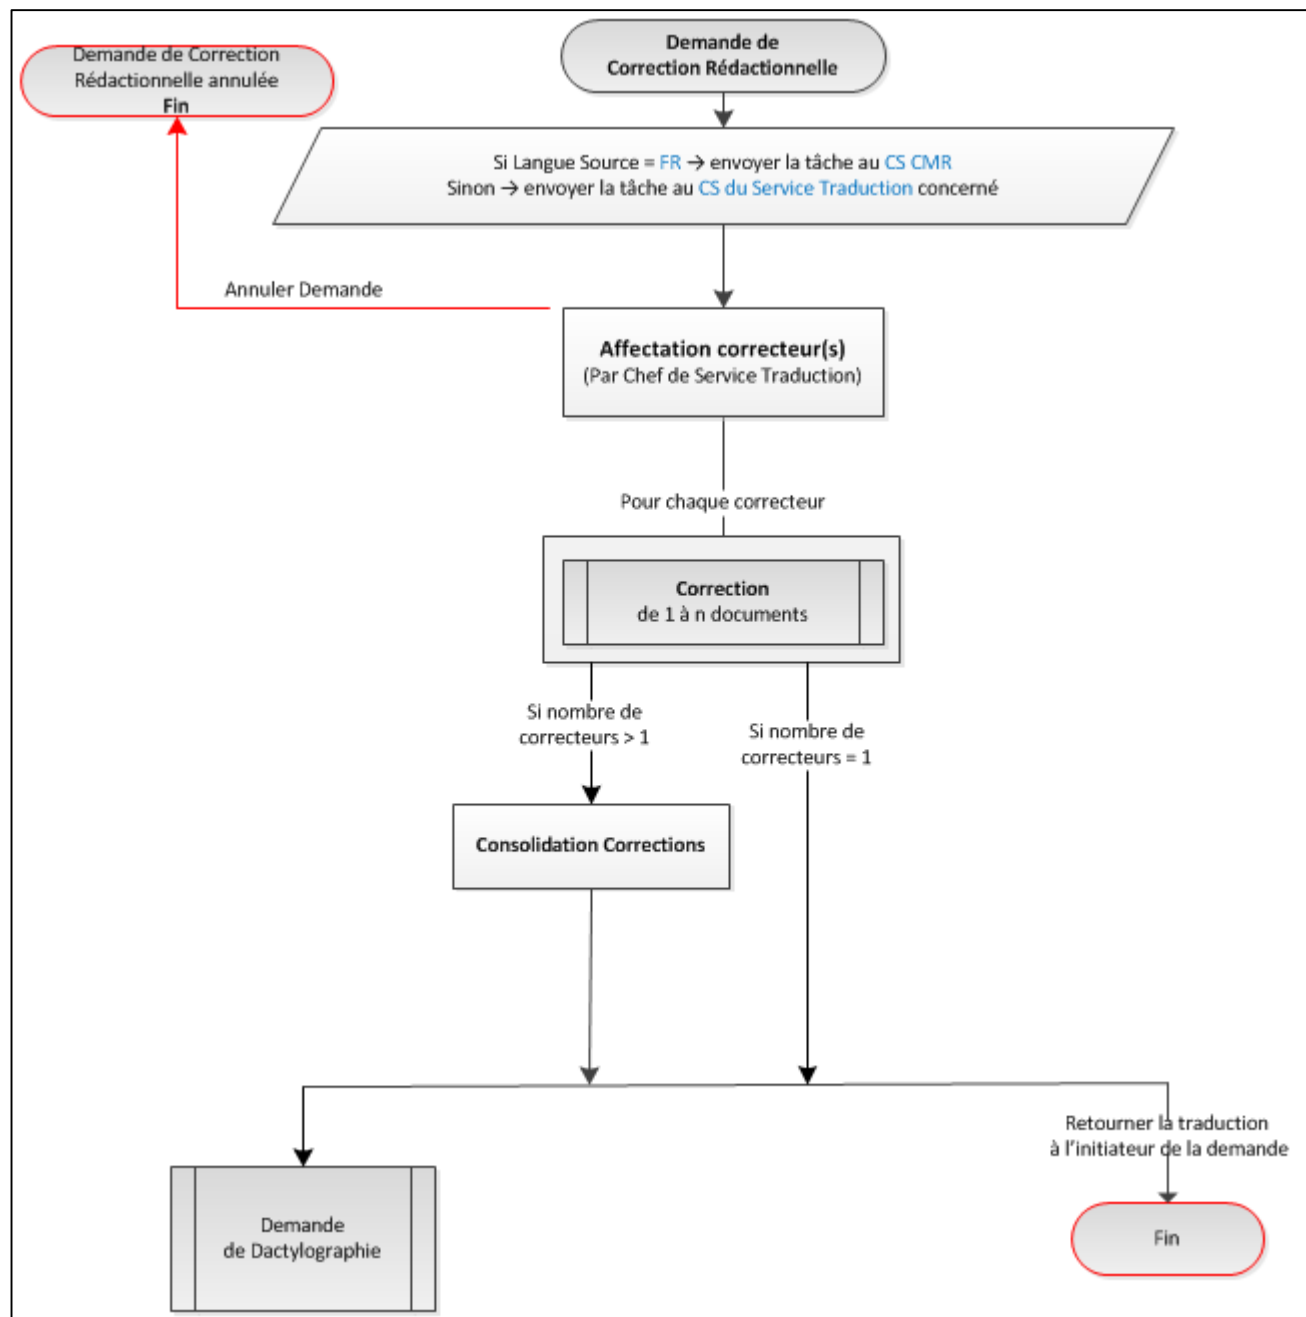 Demande de Correction
Rédactionnelle annulée
Fin
Demande de
Correction Rédactionnelle
Si Langue Source = FR → envoyer la tâche au CS CMR
Sinon → envoyer la tâche au CS du Service Traduction concerné
Annuler Demande
Affectation correcteur(s)
(Par Chef de Service Traduction)
Pour chaque correcteur
Correction
de 1 à n documents
Si nombre de
correcteurs > 1
Si nombre de
correcteurs = 1
Consolidation Corrections
Retourner la traduction
à l'initiateur de la demande
Demande
de Dactylographie
Fin